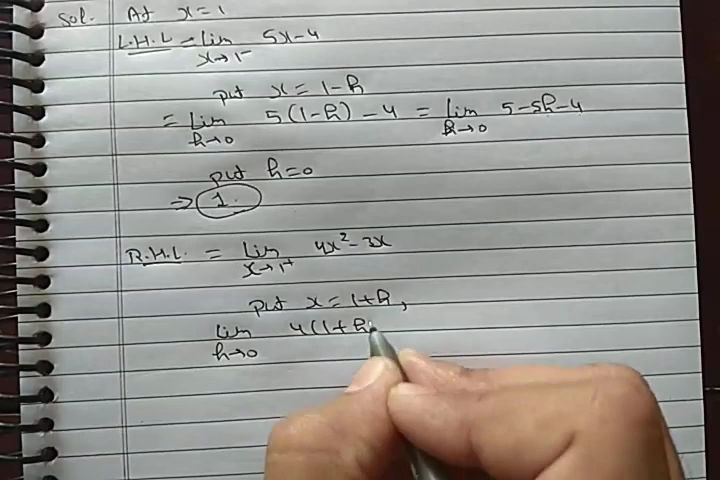 Sol. At x=1
L.H.L = lim x→1⁻ 5x-4
put x = 1-h
= lim h→0 5(1-h) -4 = lim h→0 5-5h-4
put h=0
⇒ 1.
R.H.L. = lim x→1⁺ 4x²-3x
put x = 1+h,
lim h→0 4(1+h